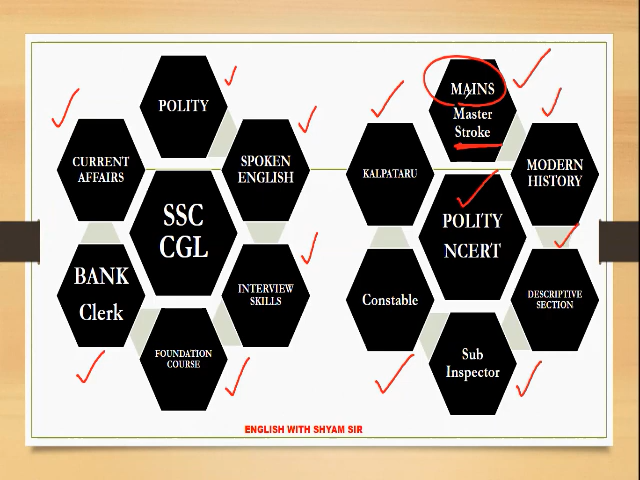 POLITY
CURRENT
AFFAIRS
SPOKEN
ENGLISH
SSC
CGL
BANK
Clerk
INTERVIEW
SKILLS
FOUNDATION
COURSE
MAINS
Master
Stroke
KALPATARU
MODERN
HISTORY
POLITY
NCERT
Constable
DESCRIPTIVE
SECTION
Sub
Inspector
ENGLISH WITH SHYAM SIR